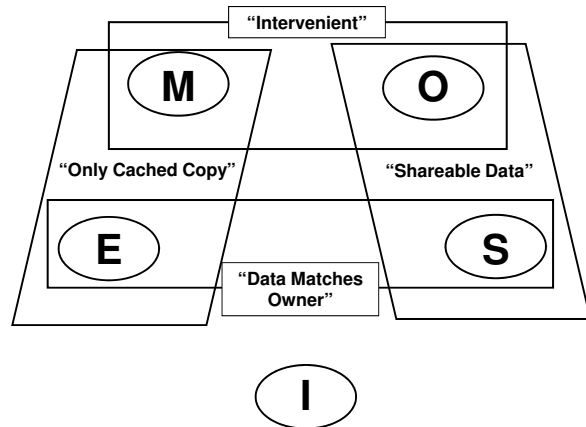 “Intervenient”
M
O
“Only Cached Copy”
“Shareable Data”
E
S
“Data Matches
Owner”
I